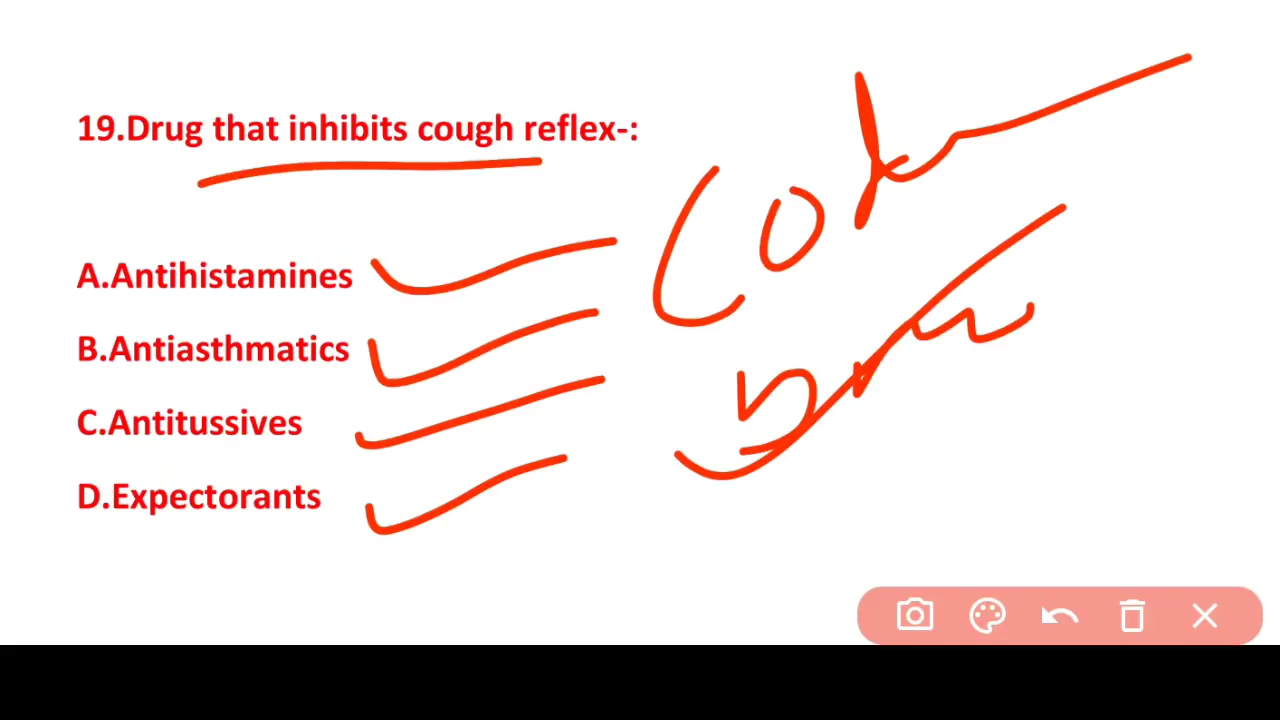 19.Drug that inhibits cough reflex-:
A.Antihistamines
B.Antiasthmatics
C.Antitussives
D.Expectorants